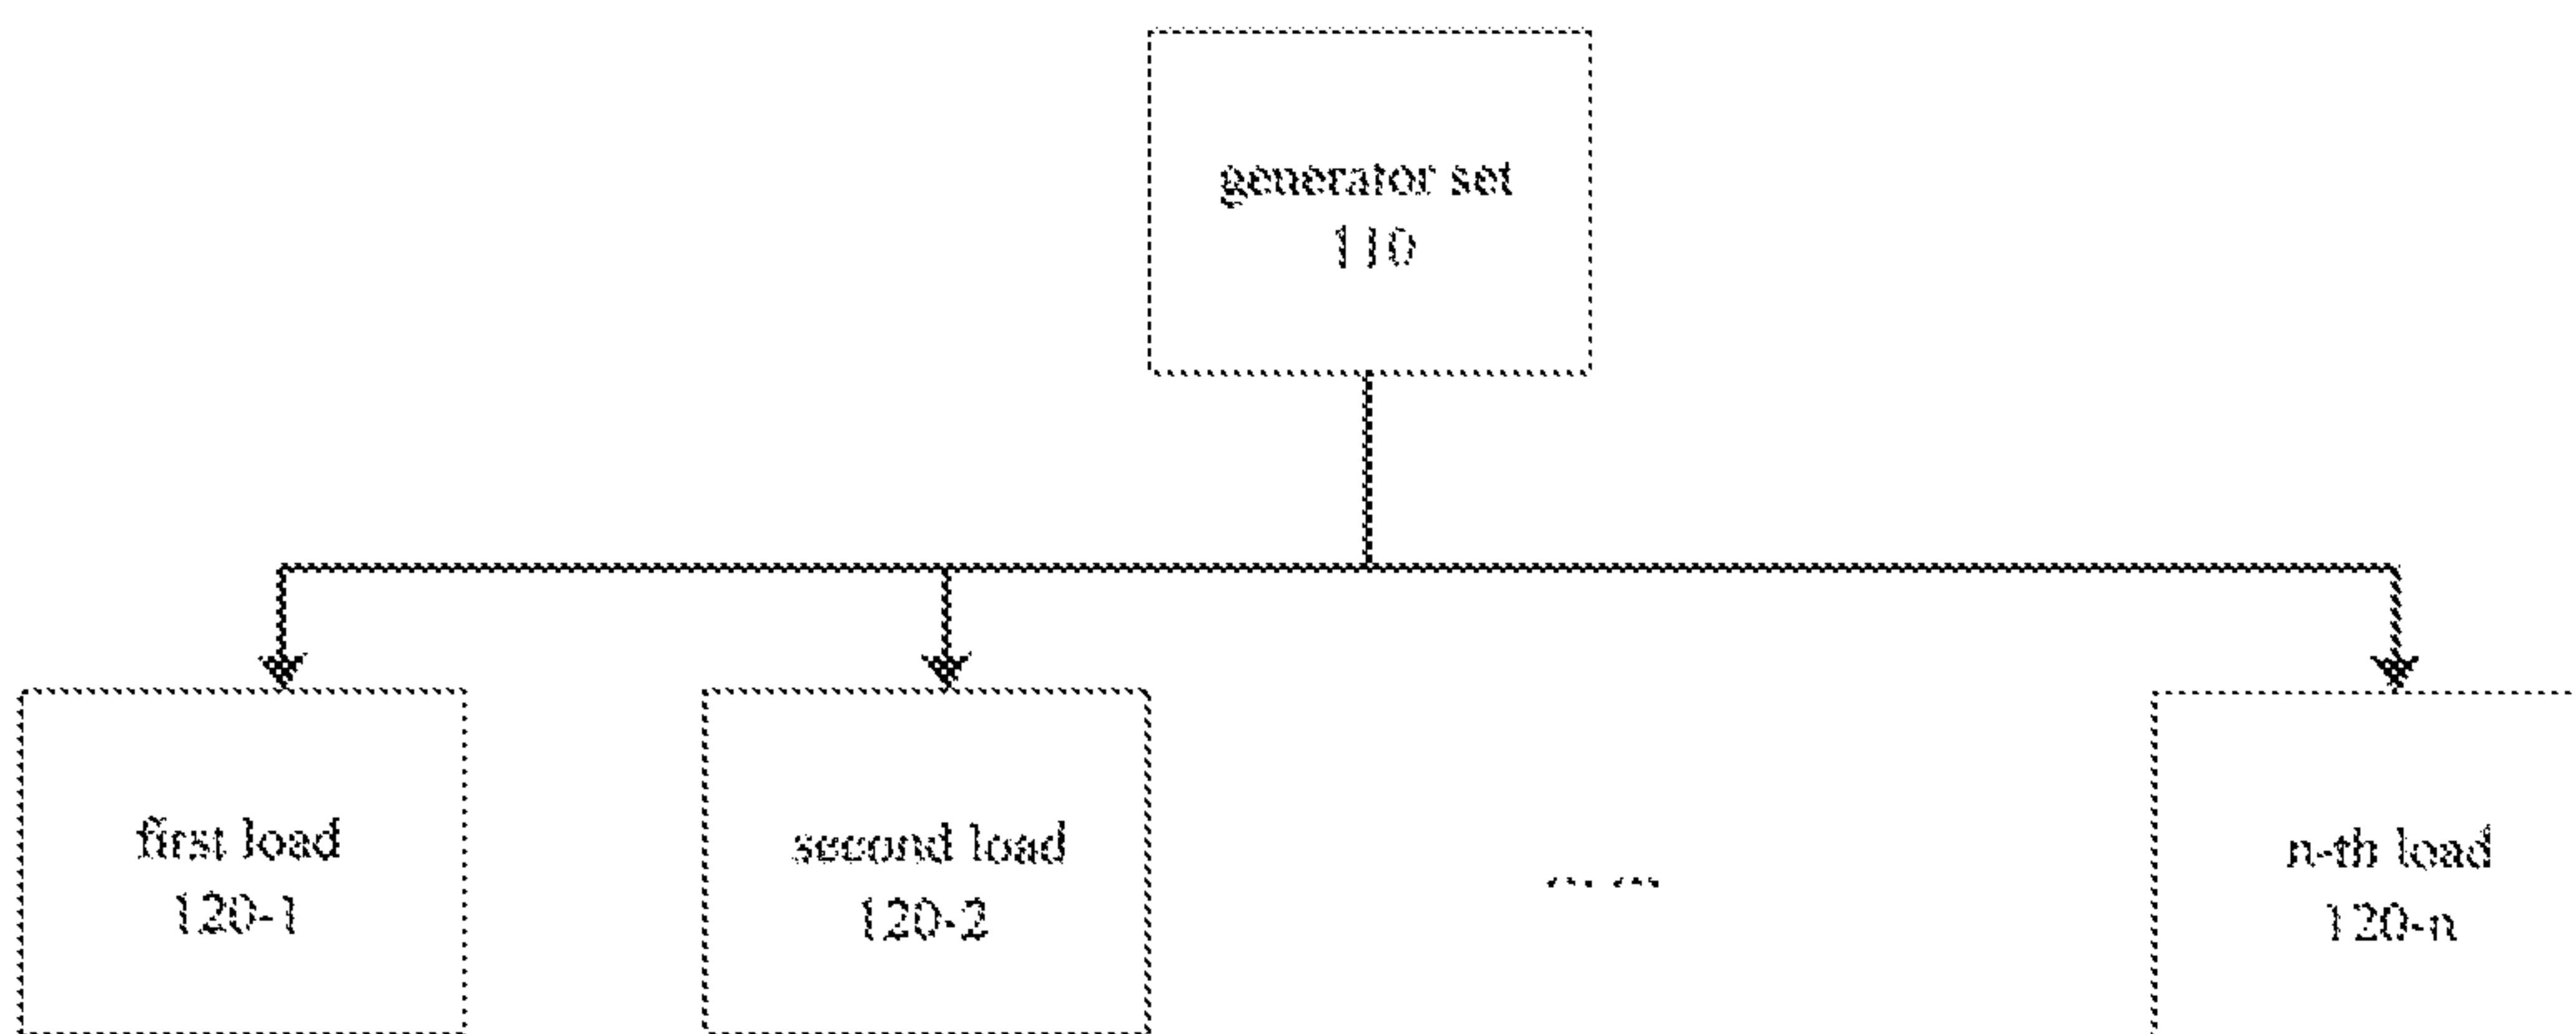 generator set
110
first load
120-1
second load
120-2
... ...
n-th load
120-n